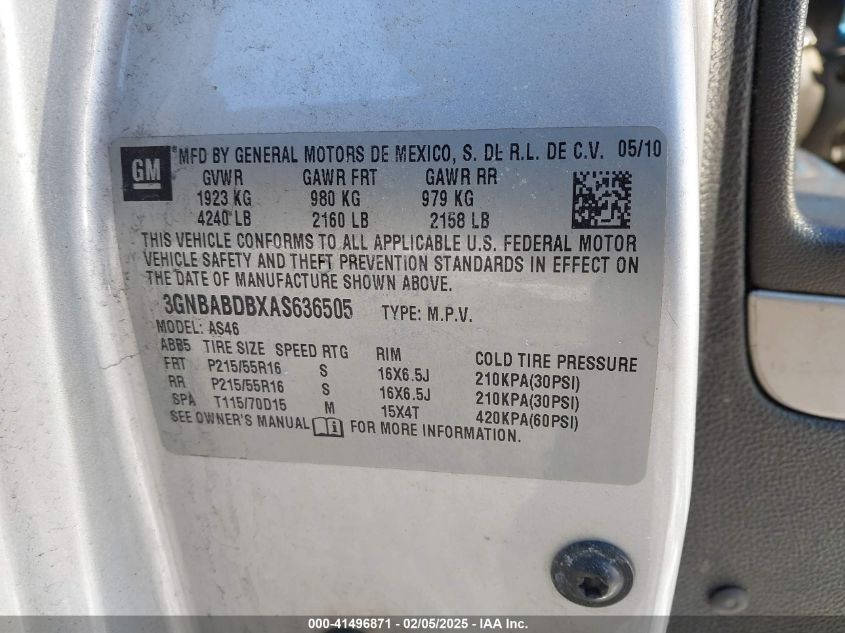 GM MFD BY GENERAL MOTORS DE MEXICO, S. DE R.L. DE C.V. 05/10
GVWR GAWR FRT GAWR RR
1923 KG 980 KG 979 KG
4240 LB 2160 LB 2158 LB
THIS VEHICLE CONFORMS TO ALL APPLICABLE U.S. FEDERAL MOTOR
VEHICLE SAFETY AND THEFT PREVENTION STANDARDS IN EFFECT ON
THE DATE OF MANUFACTURE SHOWN ABOVE.
3GNBABDBXAS636505 TYPE: M.P.V.
MODEL: AS46
ABB5 TIRE SIZE SPEED RTG RIM COLD TIRE PRESSURE
FRT P215/55R16 S 16X6.5J 210KPA(30PSI)
RR P215/55R16 S 16X6.5J 210KPA(30PSI)
SPA T115/70D15 M 15X4T 420KPA(60PSI)
SEE OWNER'S MANUAL FOR MORE INFORMATION.
000-41496871 - 02/05/2025 - IAA Inc.